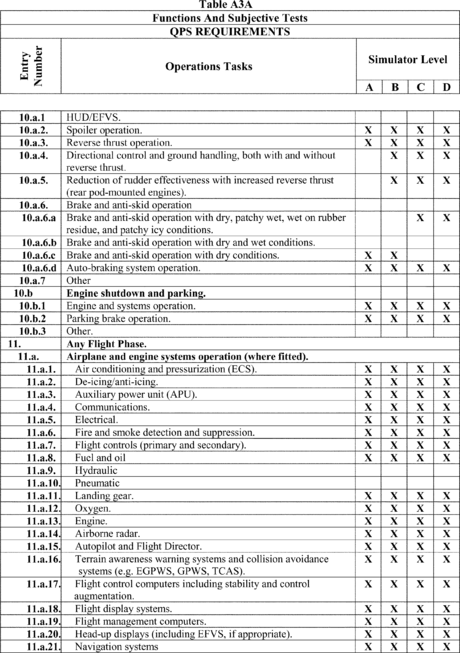 Table A3A
Functions And Subjective Tests
QPS REQUIREMENTS
Entry Number
Operations Tasks
Simulator Level
A B C D
10.a.1 HUD/EFVS.
10.a.2. Spoiler operation. X X X X
10.a.3. Reverse thrust operation. X X X X
10.a.4. Directional control and ground handling, both with and without X X X
reverse thrust.
10.a.5. Reduction of rudder effectiveness with increased reverse thrust X X X
(rear pod-mounted engines).
10.a.6. Brake and anti-skid operation
10.a.6.a Brake and anti-skid operation with dry, patchy wet, wet on rubber X X
residue, and patchy icy conditions.
10.a.6.b Brake and anti-skid operation with dry and wet conditions.
10.a.6.c Brake and anti-skid operation with dry conditions. X X
10.a.6.d Auto-braking system operation. X X X X
10.a.7 Other
10.b Engine shutdown and parking.
10.b.1 Engine and systems operation. X X X X
10.b.2 Parking brake operation. X X X X
10.b.3 Other.
11. Any Flight Phase.
11.a. Airplane and engine systems operation (where fitted).
11.a.1. Air conditioning and pressurization (ECS). X X X X
11.a.2. De-icing/anti-icing. X X X X
11.a.3. Auxiliary power unit (APU). X X X X
11.a.4. Communications. X X X X
11.a.5. Electrical. X X X X
11.a.6. Fire and smoke detection and suppression. X X X X
11.a.7. Flight controls (primary and secondary). X X X X
11.a.8. Fuel and oil X X X X
11.a.9. Hydraulic
11.a.10. Pneumatic
11.a.11. Landing gear. X X X X
11.a.12. Oxygen. X X X X
11.a.13. Engine. X X X X
11.a.14. Airborne radar. X X X X
11.a.15. Autopilot and Flight Director. X X X X
11.a.16. Terrain awareness warning systems and collision avoidance X X X X
systems (e.g. EGPWS, GPWS, TCAS).
11.a.17. Flight control computers including stability and control X X X X
augmentation.
11.a.18. Flight display systems. X X X X
11.a.19. Flight management computers. X X X X
11.a.20. Head-up displays (including EFVS, if appropriate). X X X X
11.a.21. Navigation systems X X X X